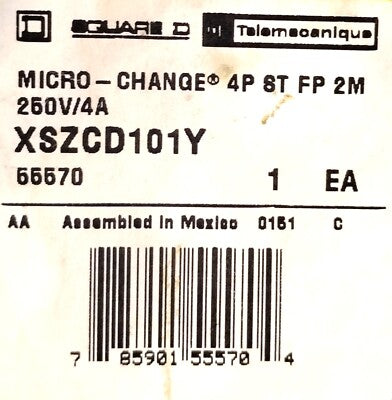 SQUARE D Telemecanique
MICRO-CHANGE® 4P ST FP 2M
250V/4A
XSZCD101Y
55570 1 EA
AA Assembled in Mexico 0151 C
7 85901 55570 4